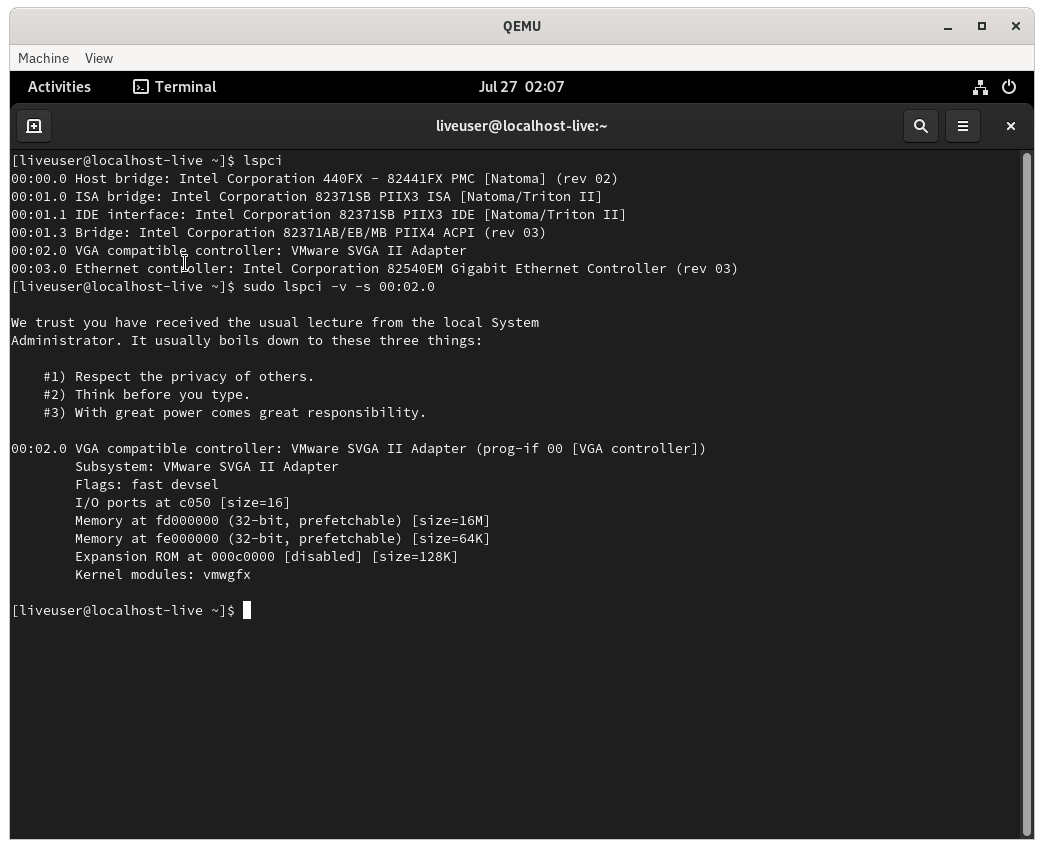 QEMU
Machine View
Activities Terminal Jul 27 02:07
liveuser@localhost-live:~
[liveuser@localhost-live ~]$ lspci
00:00.0 Host bridge: Intel Corporation 440FX - 82441FX PMC [Natoma] (rev 02)
00:01.0 ISA bridge: Intel Corporation 82371SB PIIX3 ISA [Natoma/Triton II]
00:01.1 IDE interface: Intel Corporation 82371SB PIIX3 IDE [Natoma/Triton II]
00:01.3 Bridge: Intel Corporation 82371AB/EB/MB PIIX4 ACPI (rev 03)
00:02.0 VGA compatible controller: VMware SVGA II Adapter
00:03.0 Ethernet controller: Intel Corporation 82540EM Gigabit Ethernet Controller (rev 03)
[liveuser@localhost-live ~]$ sudo lspci -v -s 00:02.0
We trust you have received the usual lecture from the local System
Administrator. It usually boils down to these three things:
#1) Respect the privacy of others.
#2) Think before you type.
#3) With great power comes great responsibility.
00:02.0 VGA compatible controller: VMware SVGA II Adapter (prog-if 00 [VGA controller])
Subsystem: VMware SVGA II Adapter
Flags: fast devsel
I/O ports at c050 [size=16]
Memory at fd000000 (32-bit, prefetchable) [size=16M]
Memory at fe000000 (32-bit, prefetchable) [size=64K]
Expansion ROM at 000c0000 [disabled] [size=128K]
Kernel modules: vmwgfx
[liveuser@localhost-live ~]$